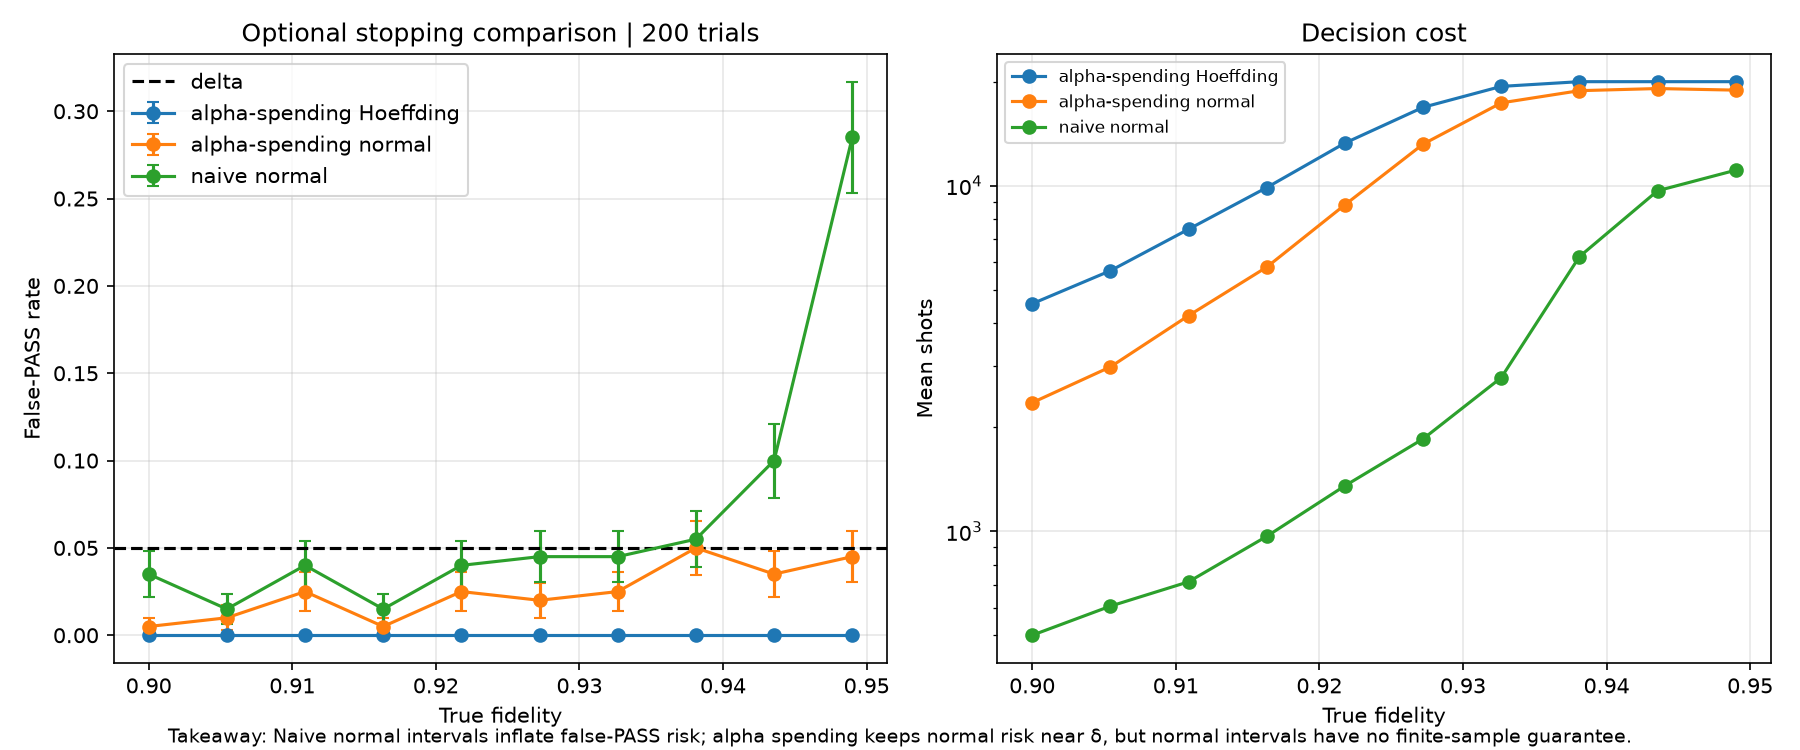 Optional stopping comparison | 200 trials
delta
alpha-spending Hoeffding
alpha-spending normal
naive normal
False-PASS rate
0.30
0.25
0.20
0.15
0.10
0.05
0.00
0.90
0.91
0.92
0.93
0.94
0.95
True fidelity
Decision cost
alpha-spending Hoeffding
alpha-spending normal
naive normal
Mean shots
10⁴
10³
0.90
0.91
0.92
0.93
0.94
0.95
True fidelity
Takeaway: Naive normal intervals inflate false-PASS risk; alpha spending keeps normal risk near δ, but normal intervals have no finite-sample guarantee.